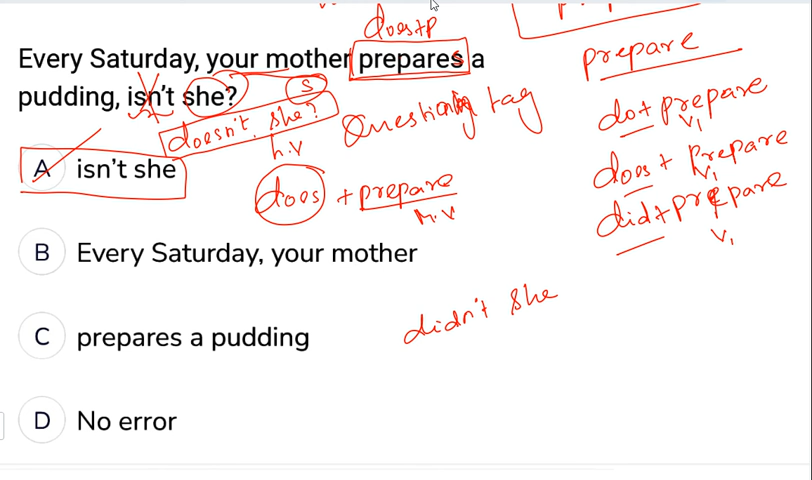 does+p
Every Saturday, your mother prepares a
prepare
pudding, isn't she?
S
doesn't she?
Questioning tag
h.v
do + prepare
V1
A isn't she
does + prepare
M.V
does + prepare
V1
did + prepare
V1
B Every Saturday, your mother
didn't she
C prepares a pudding
D No error